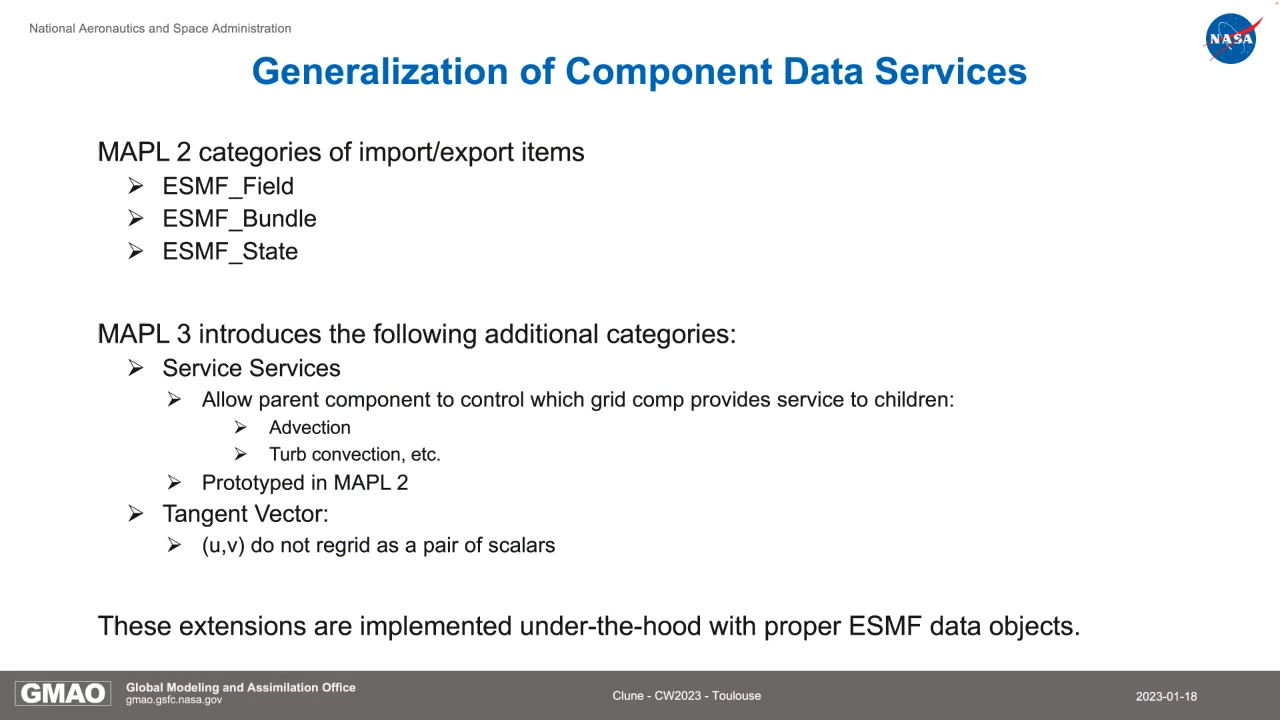 National Aeronautics and Space Administration
NASA
Generalization of Component Data Services
MAPL 2 categories of import/export items
ESMF_Field
ESMF_Bundle
ESMF_State
MAPL 3 introduces the following additional categories:
Service Services
Allow parent component to control which grid comp provides service to children:
Advection
Turb convection, etc.
Prototyped in MAPL 2
Tangent Vector:
(u,v) do not regrid as a pair of scalars
These extensions are implemented under-the-hood with proper ESMF data objects.
GMAO
Global Modeling and Assimilation Office
gmao.gsfc.nasa.gov
Clune - CW2023 - Toulouse
2023-01-18